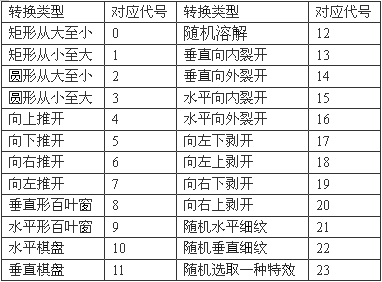 转换类型 对应代号 转换类型 对应代号
矩形从大至小 0 随机溶解 12
矩形从小至大 1 垂直向内裂开 13
圆形从大至小 2 垂直向外裂开 14
圆形从小至大 3 水平向内裂开 15
向上推开 4 水平向外裂开 16
向下推开 5 向左下剥开 17
向右推开 6 向左上剥开 18
向左推开 7 向右下剥开 19
垂直形百叶窗 8 向右上剥开 20
水平形百叶窗 9 随机水平细纹 21
水平棋盘 10 随机垂直细纹 22
垂直棋盘 11 随机选取一种特效 23